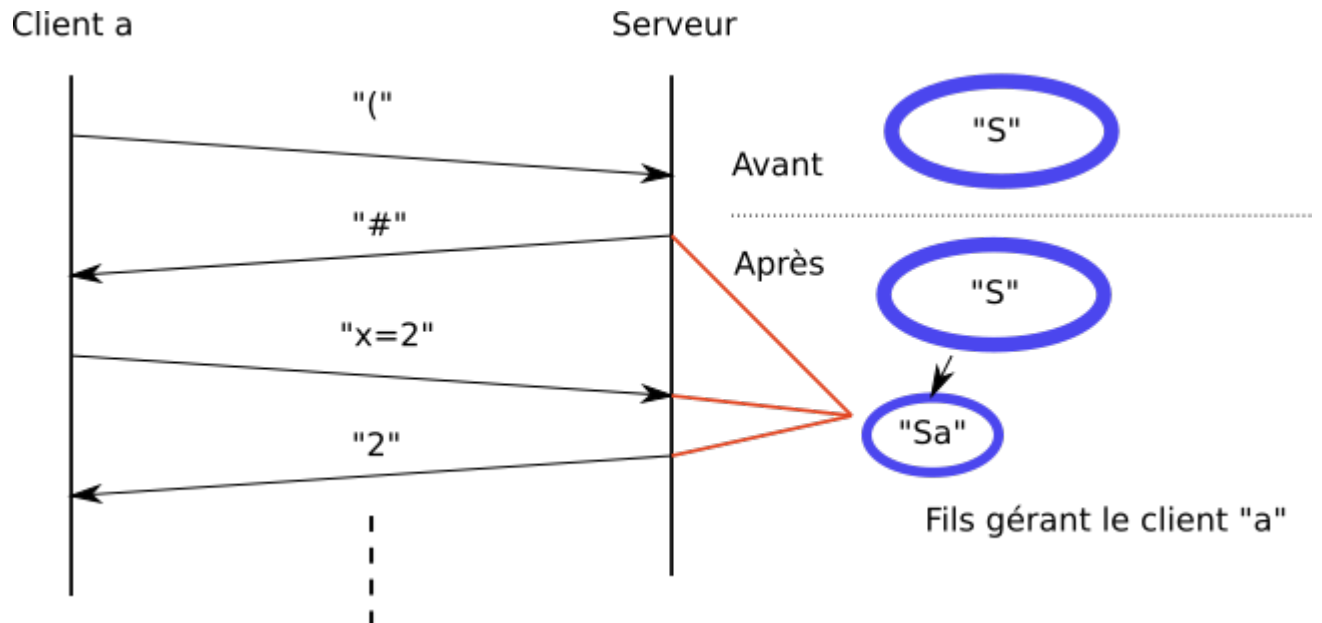 Client a
Serveur
"("
"S"
Avant
"#"
Après
"S"
"x=2"
"2"
"Sa"
Fils gérant le client "a"